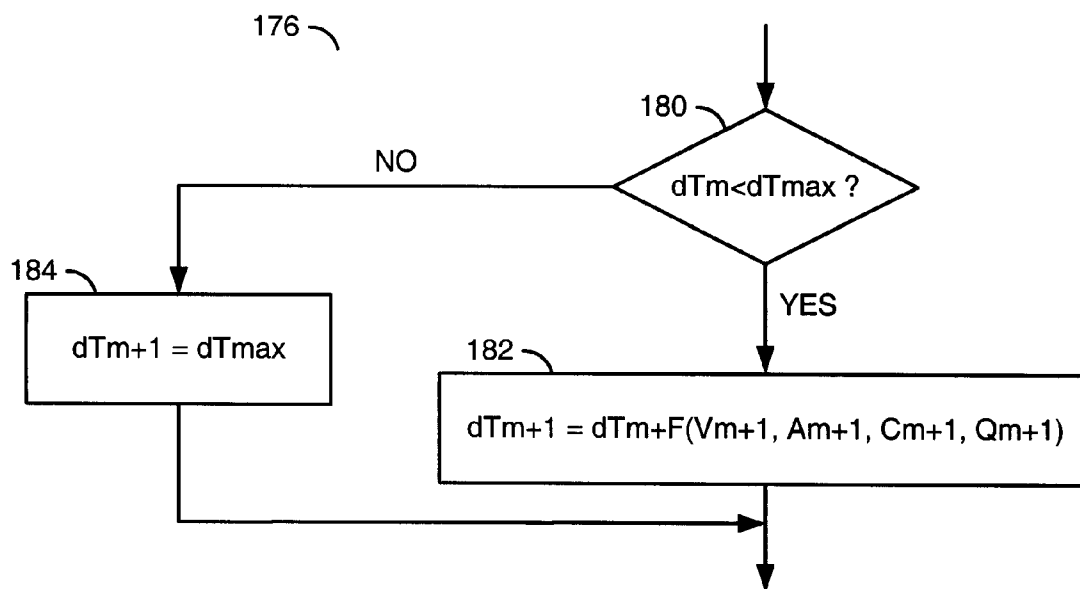 176
180
NO
dTm<dTmax ?
184
YES
dTm+1 = dTmax
182
dTm+1 = dTm+F(Vm+1, Am+1, Cm+1, Qm+1)